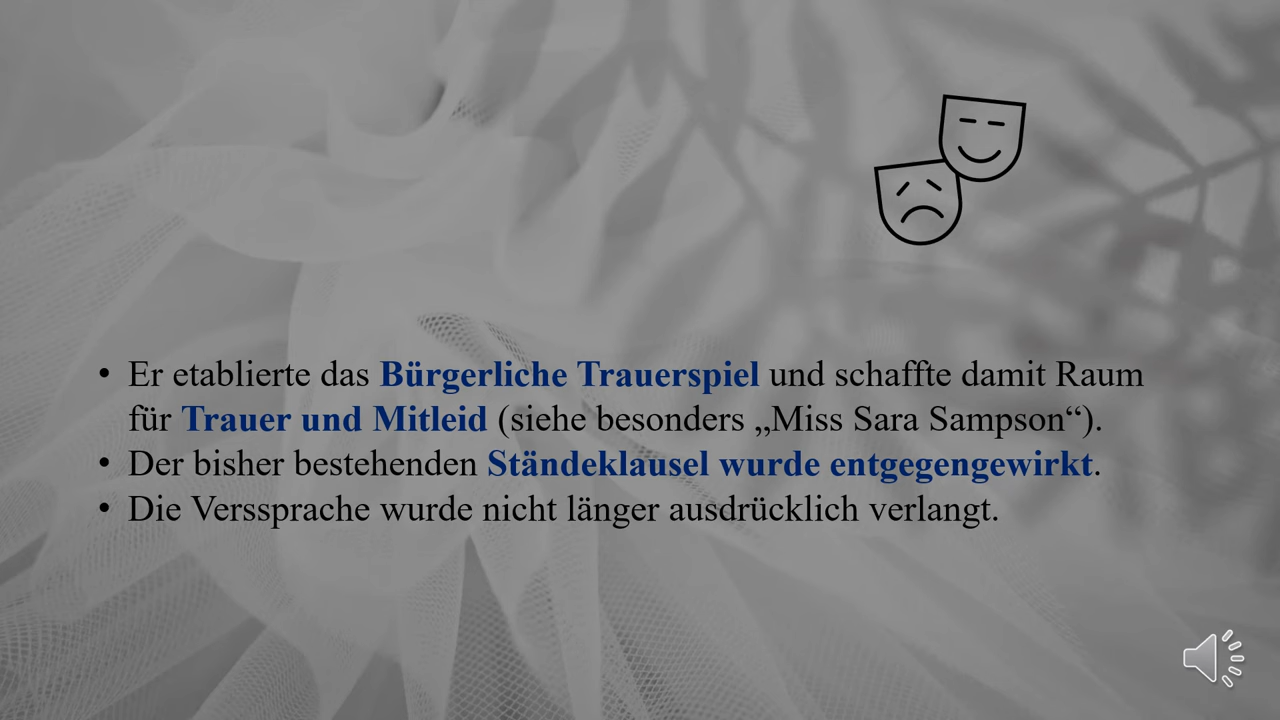 • Er etablierte das Bürgerliche Trauerspiel und schaffte damit Raum
für Trauer und Mitleid (siehe besonders „Miss Sara Sampson“).
• Der bisher bestehenden Ständeklausel wurde entgegengewirkt.
• Die Verssprache wurde nicht länger ausdrücklich verlangt.